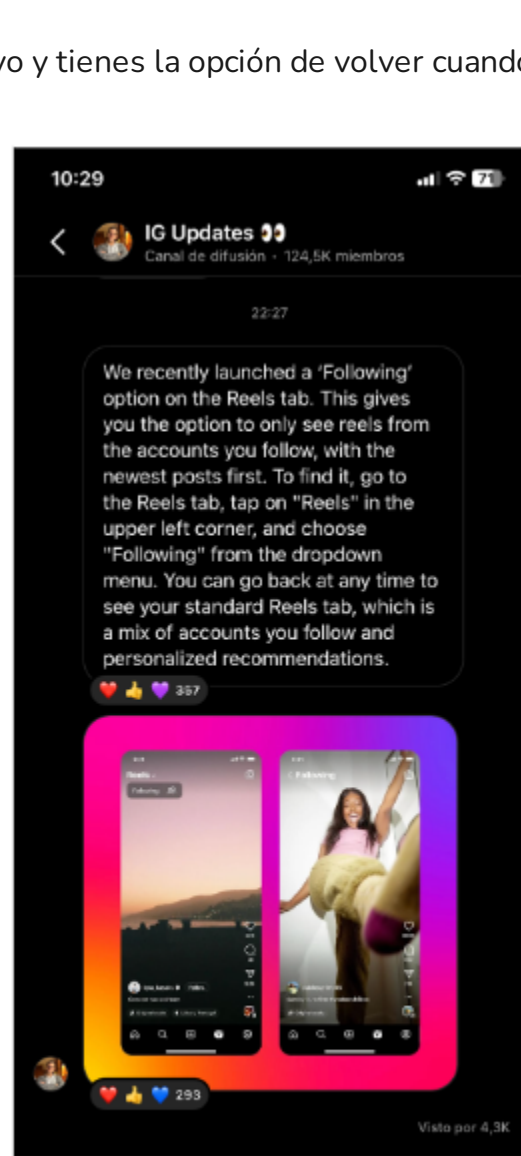 vo y tienes la opción de volver cuando
10:29
71
IG Updates 👀
Canal de difusión · 124,5K miembros
22:27
We recently launched a 'Following'
option on the Reels tab. This gives
you the option to only see reels from
the accounts you follow, with the
newest posts first. To find it, go to
the Reels tab, tap on "Reels" in the
upper left corner, and choose
"Following" from the dropdown
menu. You can go back at any time to
see your standard Reels tab, which is
a mix of accounts you follow and
personalized recommendations.
❤️ 👍 💜 357
Reels
Following
Following
❤️ 👍 💙 293
Visto por 4,3K